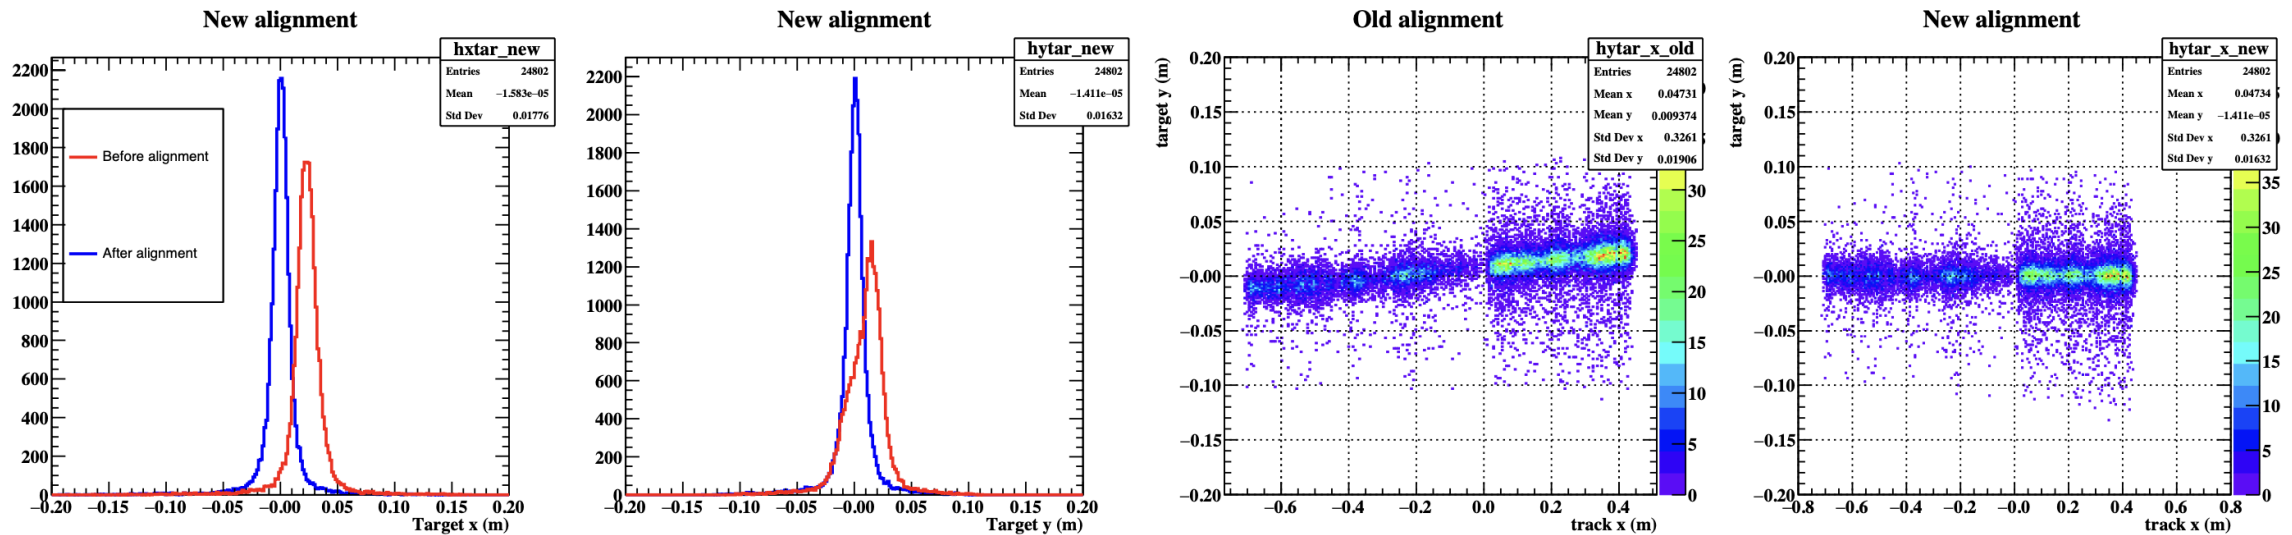 New alignment
hxtar_new
Entries 24802
Mean −1.583e−05
Std Dev 0.01776
2200
2000
1800
1600
1400
1200
1000
800
600
400
200
0
Before alignment
After alignment
−0.20 −0.15 −0.10 −0.05 0.00 0.05 0.10 0.15 0.20
Target x (m)
New alignment
hytar_new
Entries 24802
Mean −1.411e−05
Std Dev 0.01632
2200
2000
1800
1600
1400
1200
1000
800
600
400
200
0
−0.20 −0.15 −0.10 −0.05 0.00 0.05 0.10 0.15 0.20
Target y (m)
Old alignment
hytar_x_old
Entries 24802
Mean x 0.04731
Mean y 0.009374
Std Dev x 0.3261
Std Dev y 0.01906
target y (m)
0.20
0.15
0.10
0.05
−0.00
−0.05
−0.10
−0.15
−0.20
30
25
20
15
10
5
0
−0.6 −0.4 −0.2 0.0 0.2 0.4
track x (m)
New alignment
hytar_x_new
Entries 24802
Mean x 0.04734
Mean y −1.411e−05
Std Dev x 0.3261
Std Dev y 0.01632
target y (m)
0.20
0.15
0.10
0.05
−0.00
−0.05
−0.10
−0.15
−0.20
35
30
25
20
15
10
5
0
−0.8 −0.6 −0.4 −0.2 0.0 0.2 0.4 0.6 0.8
track x (m)